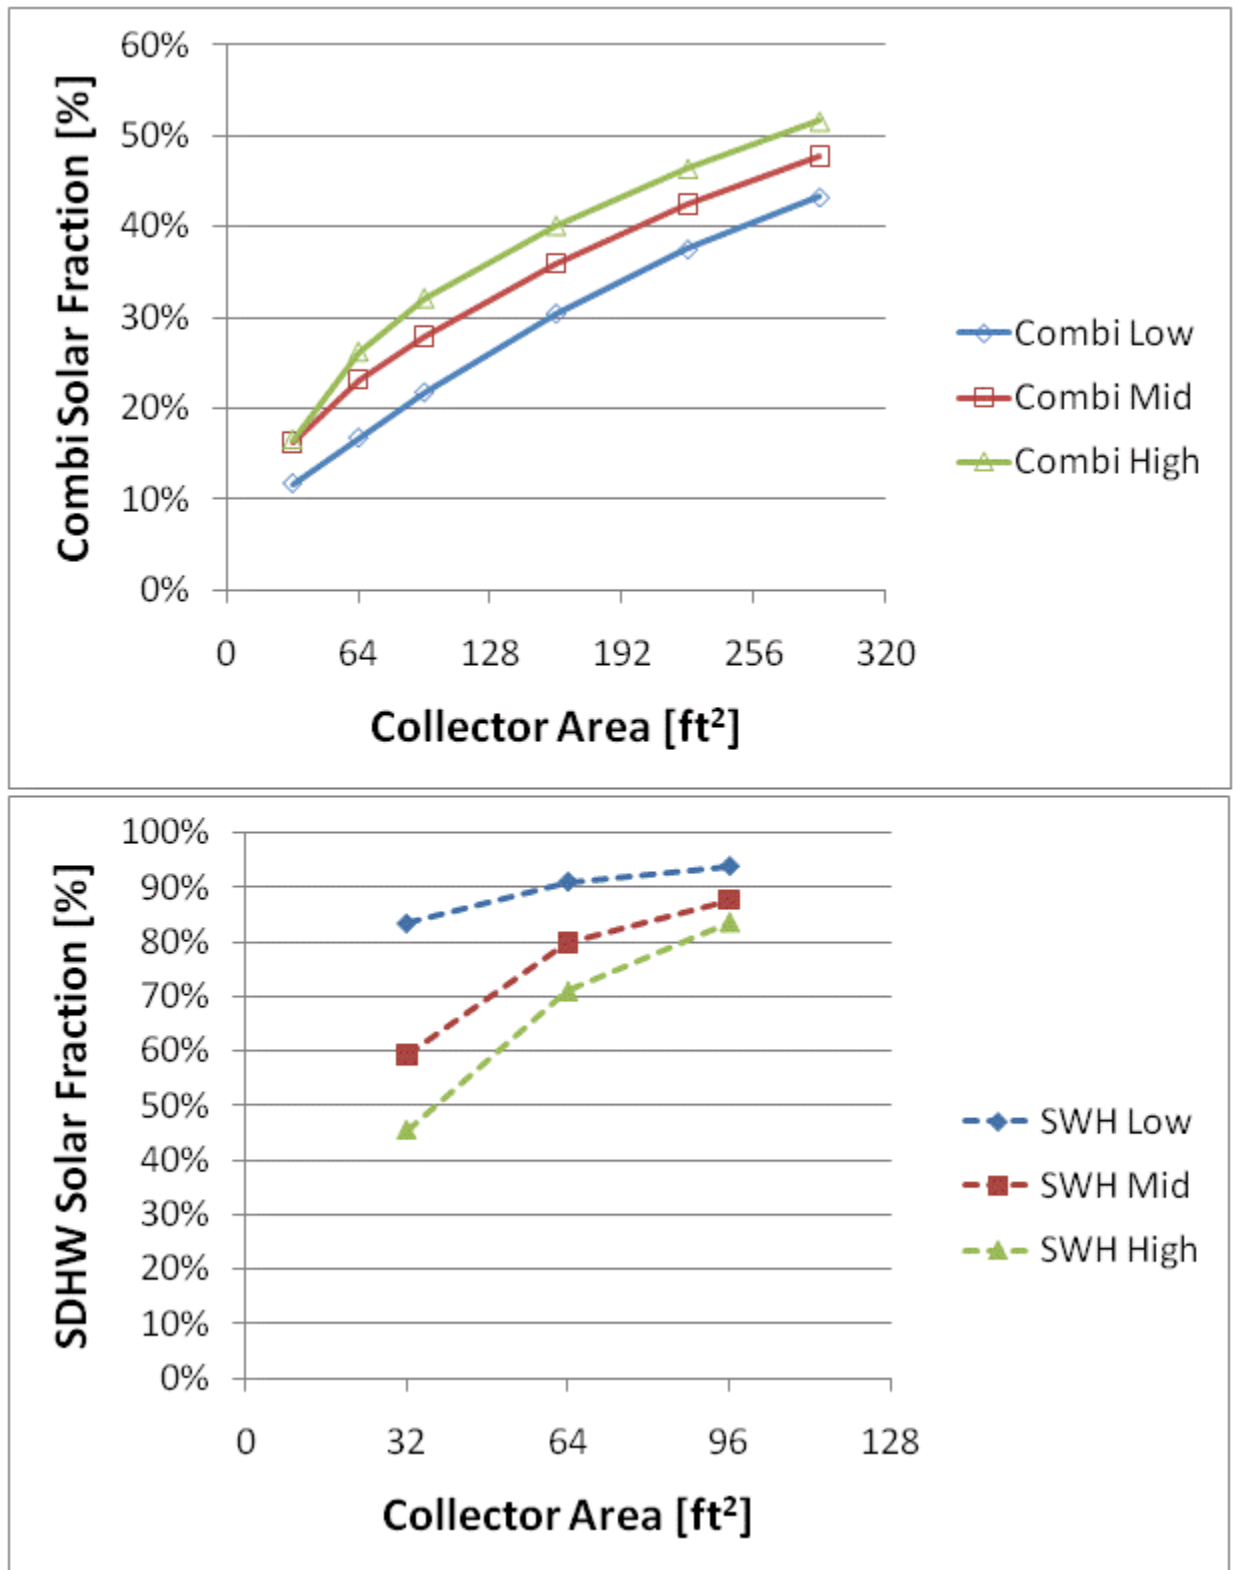 Combi Solar Fraction [%]
60%
50%
40%
30%
20%
10%
0%
0 64 128 192 256 320
Collector Area [ft²]
Combi Low
Combi Mid
Combi High
SDHW Solar Fraction [%]
100%
90%
80%
70%
60%
50%
40%
30%
20%
10%
0%
0 32 64 96 128
Collector Area [ft²]
SWH Low
SWH Mid
SWH High